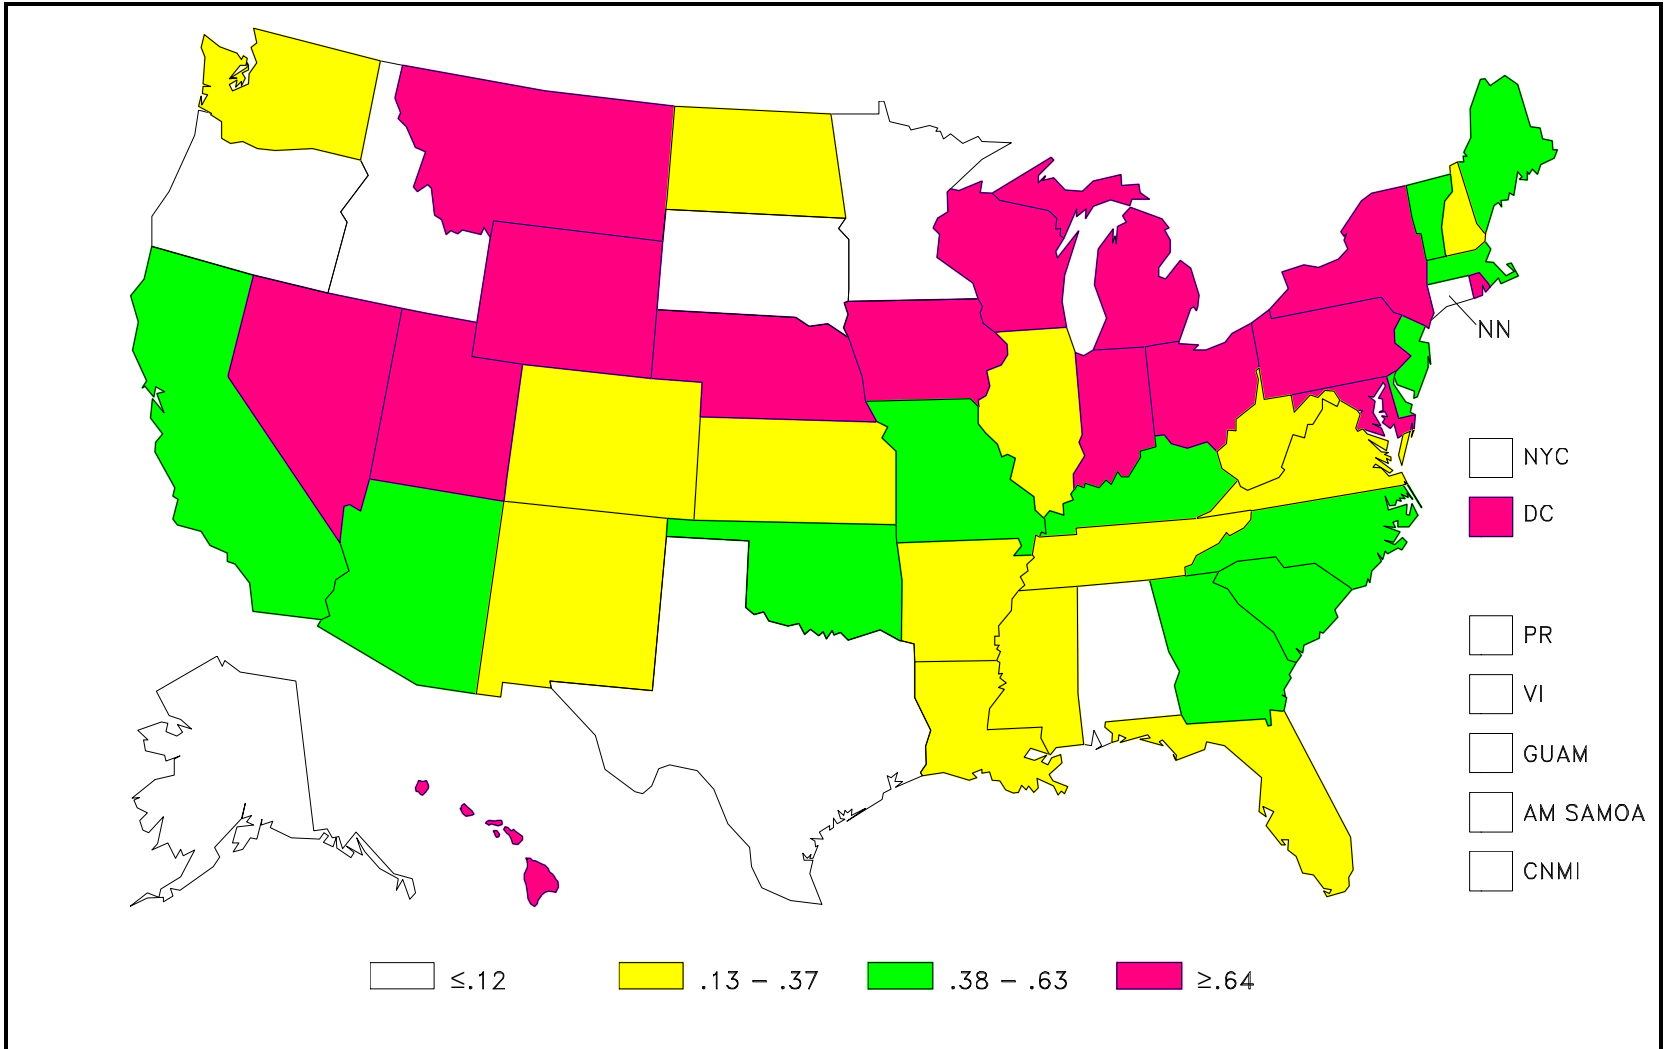 NN
NYC
DC
PR
VI
GUAM
AM SAMOA
CNMI
≤.12 .13 – .37 .38 – .63 ≥.64